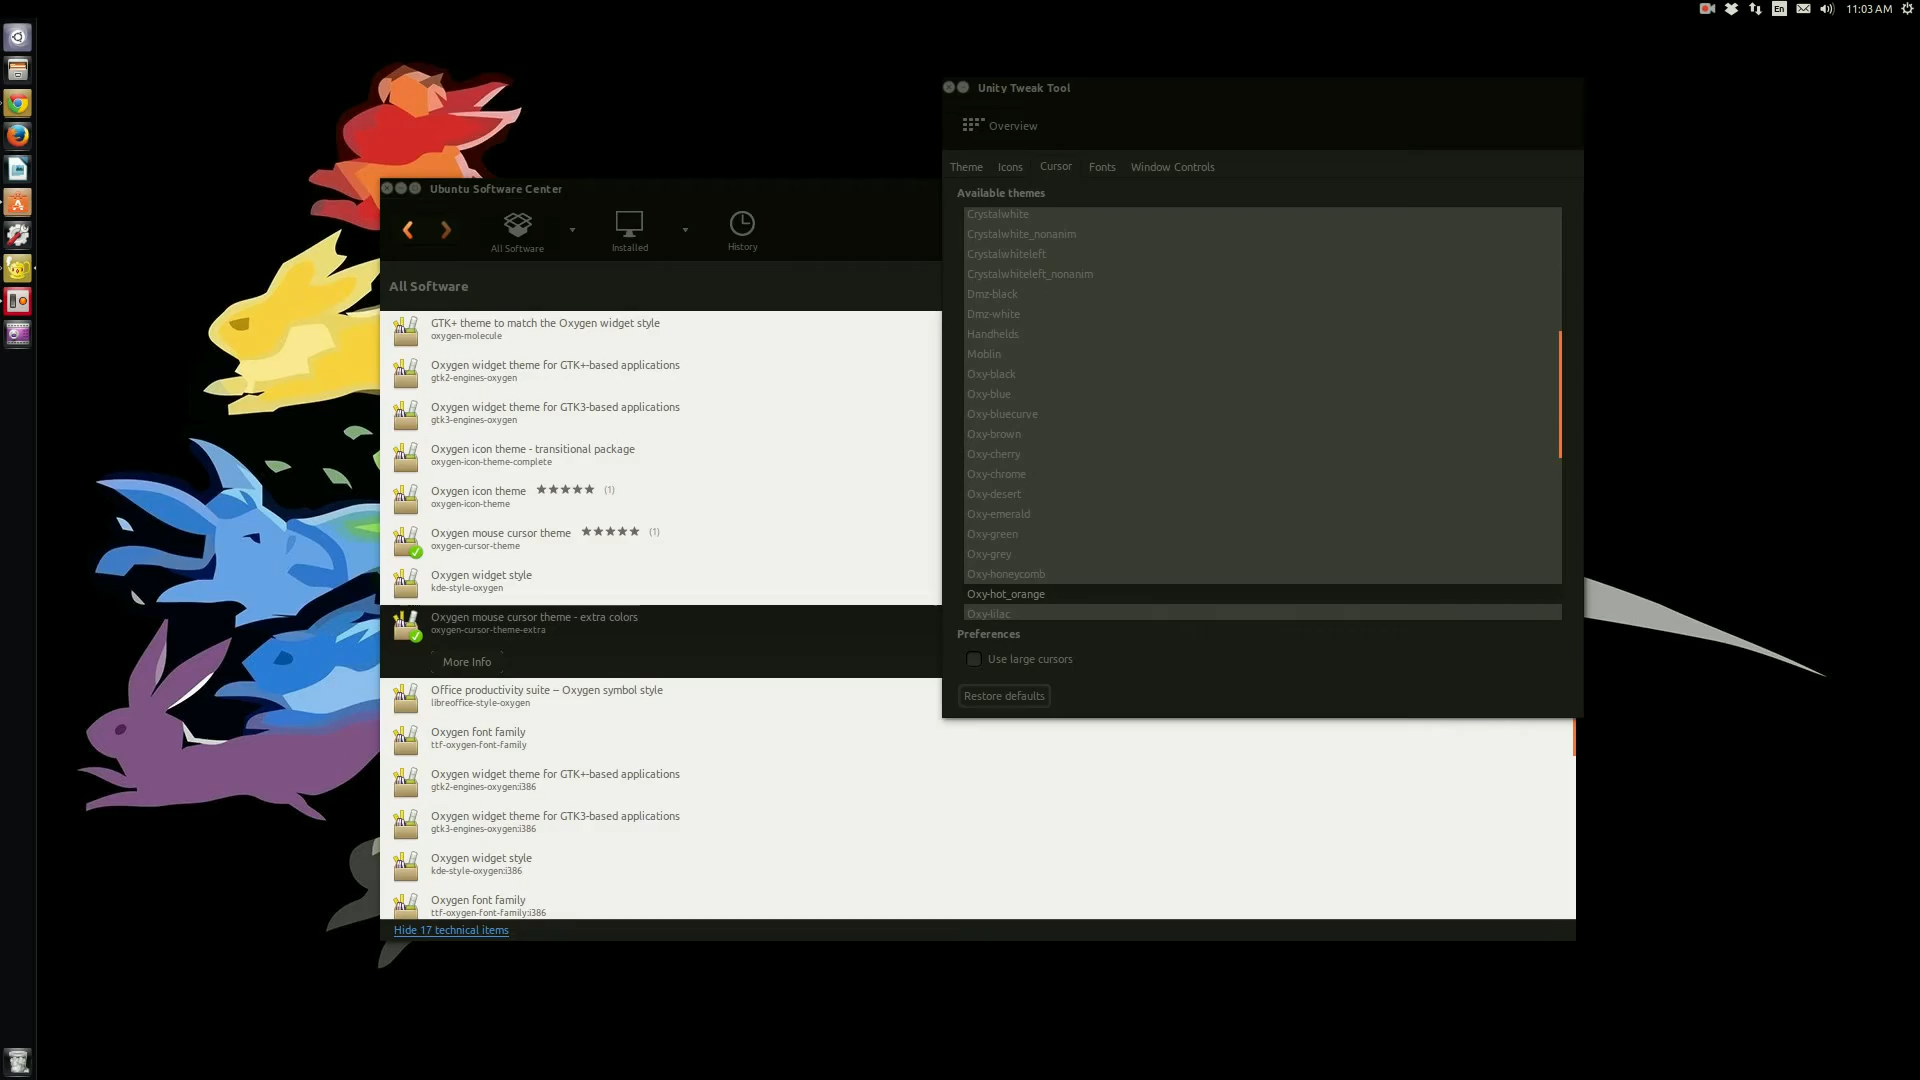 En
11:03 AM
Unity Tweak Tool
Overview
Theme Icons Cursor Fonts Window Controls
Available themes
Crystalwhite
Crystalwhite_nonanim
Crystalwhiteleft
Crystalwhiteleft_nonanim
Dmz-black
Dmz-white
Handhelds
Moblin
Oxy-black
Oxy-blue
Oxy-bluecurve
Oxy-brown
Oxy-cherry
Oxy-chrome
Oxy-desert
Oxy-emerald
Oxy-green
Oxy-grey
Oxy-honeycomb
Oxy-hot_orange
Oxy-lilac
Preferences
Use large cursors
Restore defaults
Ubuntu Software Center
All Software
Installed
History
All Software
GTK+ theme to match the Oxygen widget style
oxygen-molecule
Oxygen widget theme for GTK+-based applications
gtk2-engines-oxygen
Oxygen widget theme for GTK3-based applications
gtk3-engines-oxygen
Oxygen icon theme - transitional package
oxygen-icon-theme-complete
Oxygen icon theme ★★★★★ (1)
oxygen-icon-theme
Oxygen mouse cursor theme ★★★★★ (1)
oxygen-cursor-theme
Oxygen widget style
kde-style-oxygen
Oxygen mouse cursor theme - extra colors
oxygen-cursor-theme-extra
More Info
Office productivity suite -- Oxygen symbol style
libreoffice-style-oxygen
Oxygen font family
ttf-oxygen-font-family
Oxygen widget theme for GTK+-based applications
gtk2-engines-oxygen:i386
Oxygen widget theme for GTK3-based applications
gtk3-engines-oxygen:i386
Oxygen widget style
kde-style-oxygen:i386
Oxygen font family
ttf-oxygen-font-family:i386
Hide 17 technical items